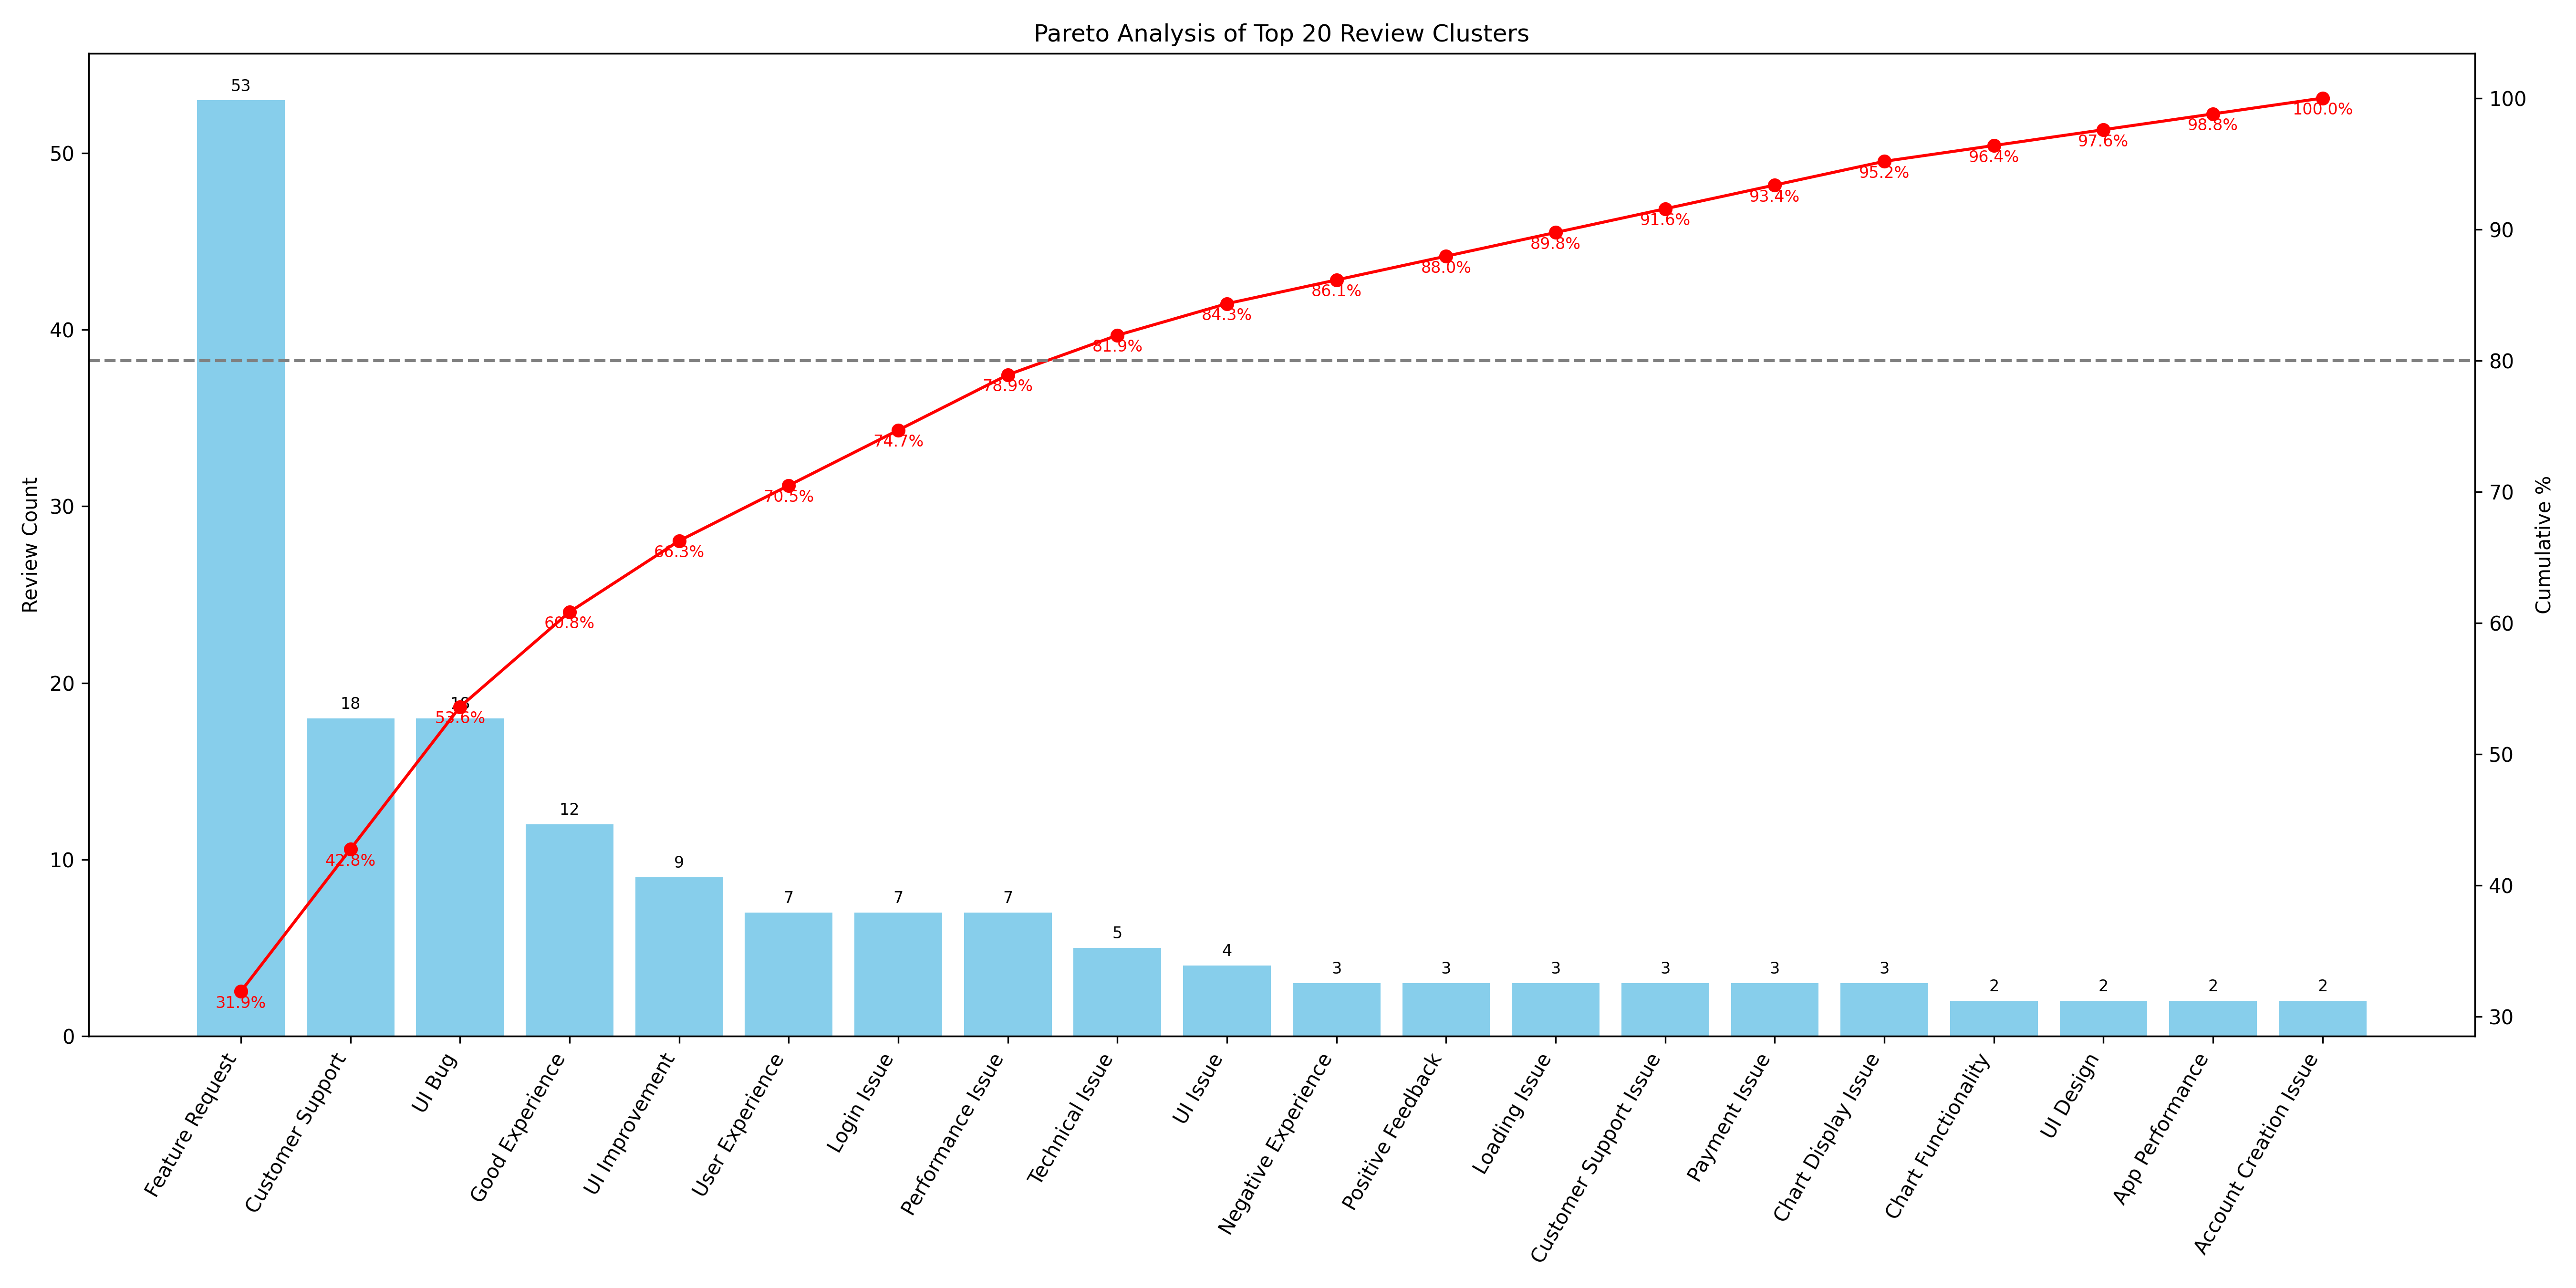 Pareto Analysis of Top 20 Review Clusters
Review Count
0
10
20
30
40
50
Cumulative %
30
40
50
60
70
80
90
100
53
18
18
12
9
7
7
7
5
4
3
3
3
3
3
3
2
2
2
2
31.9%
42.8%
53.6%
60.8%
66.3%
70.5%
74.7%
78.9%
81.9%
84.3%
86.1%
88.0%
89.8%
91.6%
93.4%
95.2%
96.4%
97.6%
98.8%
100.0%
Feature Request
Customer Support
UI Bug
Good Experience
UI Improvement
User Experience
Login Issue
Performance Issue
Technical Issue
UI Issue
Negative Experience
Positive Feedback
Loading Issue
Customer Support Issue
Payment Issue
Chart Display Issue
Chart Functionality
UI Design
App Performance
Account Creation Issue